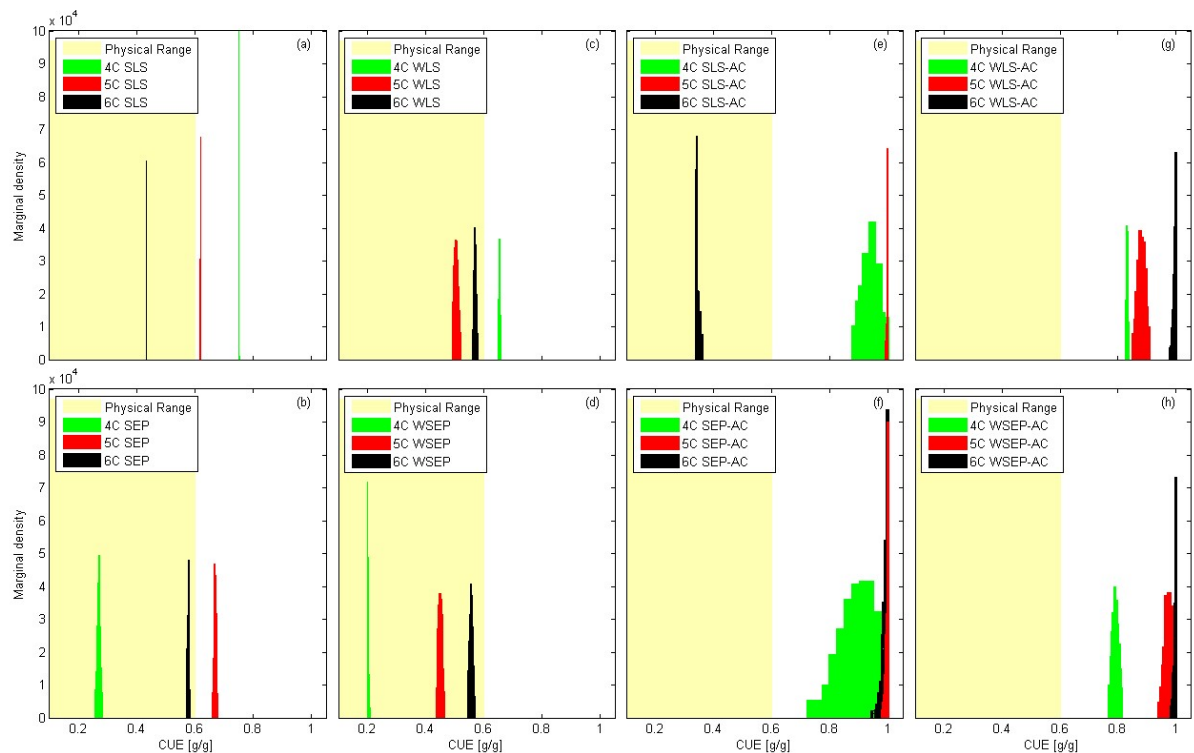 x 10⁴
10
9
8
7
6
5
4
3
2
1
0
Marginal density
Physical Range
4C SLS
5C SLS
6C SLS
(a)
Physical Range
4C WLS
5C WLS
6C WLS
(c)
Physical Range
4C SLS-AC
5C SLS-AC
6C SLS-AC
(e)
Physical Range
4C WLS-AC
5C WLS-AC
6C WLS-AC
(g)
x 10⁴
10
9
8
7
6
5
4
3
2
1
0
Marginal density
Physical Range
4C SEP
5C SEP
6C SEP
(b)
Physical Range
4C WSEP
5C WSEP
6C WSEP
(d)
Physical Range
4C SEP-AC
5C SEP-AC
6C SEP-AC
(f)
Physical Range
4C WSEP-AC
5C WSEP-AC
6C WSEP-AC
(h)
0.2 0.4 0.6 0.8 1
0.2 0.4 0.6 0.8 1
0.2 0.4 0.6 0.8 1
0.2 0.4 0.6 0.8 1
CUE [g/g]
CUE [g/g]
CUE [g/g]
CUE [g/g]